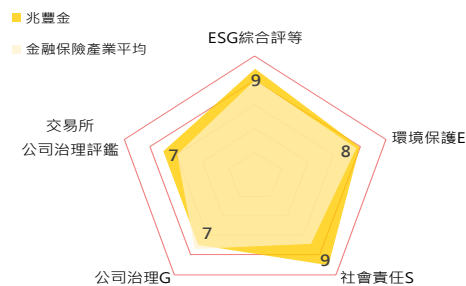 兆豐金
金融保險產業平均
ESG綜合評等
9
環境保護E
8
社會責任S
9
公司治理G
7
交易所
公司治理評鑑
7